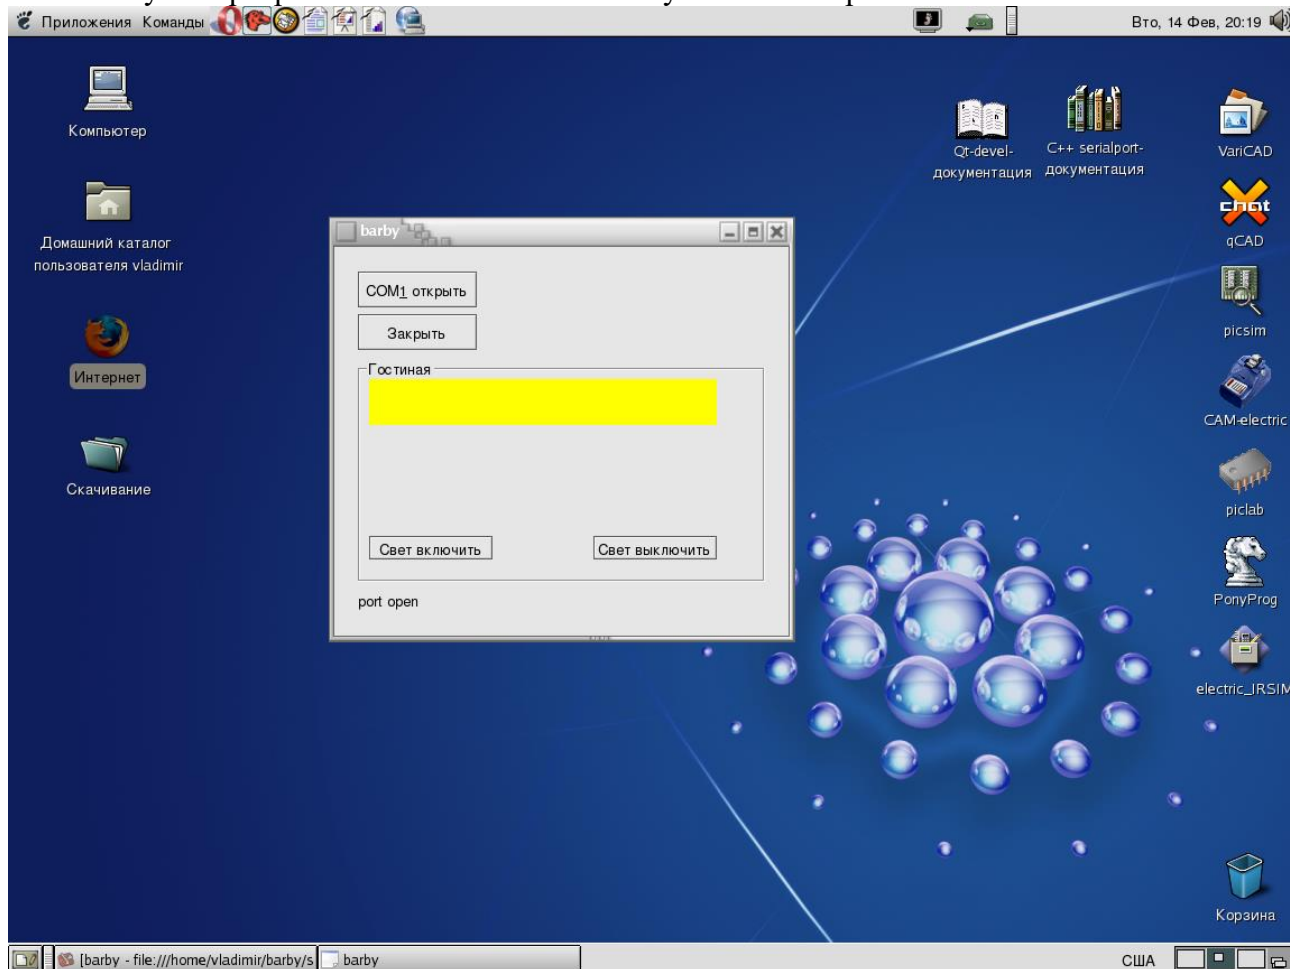 Приложения Команды
Вто, 14 Фев, 20:19
Компьютер
Qt-devel-
документация
C++ serialport-
документация
VariCAD
Домашний каталог
пользователя vladimir
barby
qCAD
COM1 открыть
Закрыть
picsim
Интернет
Гостиная
CAM-electric
Скачивание
piclab
Свет включить
Свет выключить
port open
PonyProg
electric_IRSIM
Корзина
[barby - file:///home/vladimir/barby/s
barby
США